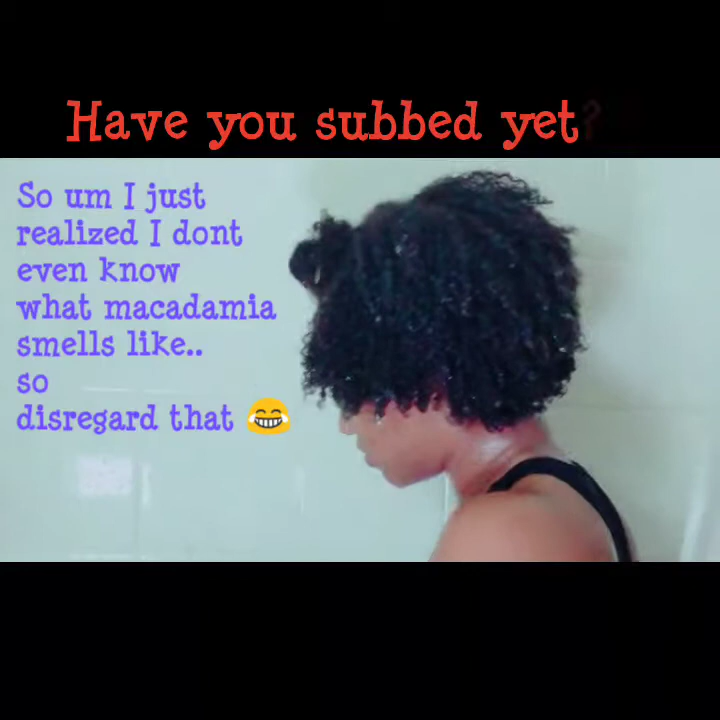 Have you subbed yet?
So um I just
realized I dont
even know
what macadamia
smells like..
so
disregard that 😂